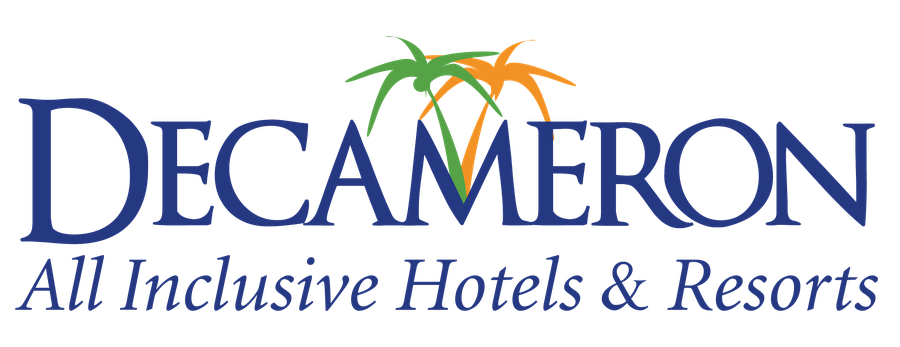 DECAMERON
All Inclusive Hotels & Resorts